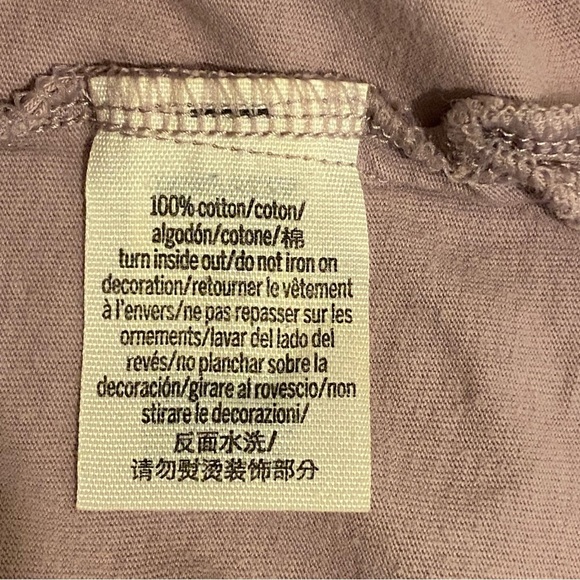 100% cotton/coton/
algodón/cotone/棉
turn inside out/do not iron on
decoration/retourner le vêtement
à l'envers/ne pas repasser sur les
ornements/lavar del lado del
revés/no planchar sobre la
decoración/girare al rovescio/non
stirare le decorazioni/
反面水洗/
请勿熨烫装饰部分